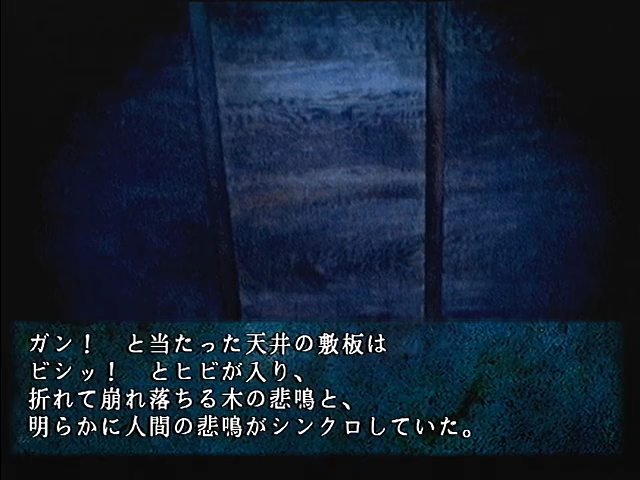 ガン！　と当たった天井の敷板は
ビシッ！　とヒビが入り、
折れて崩れ落ちる木の悲鳴と、
明らかに人間の悲鳴がシンクロしていた。